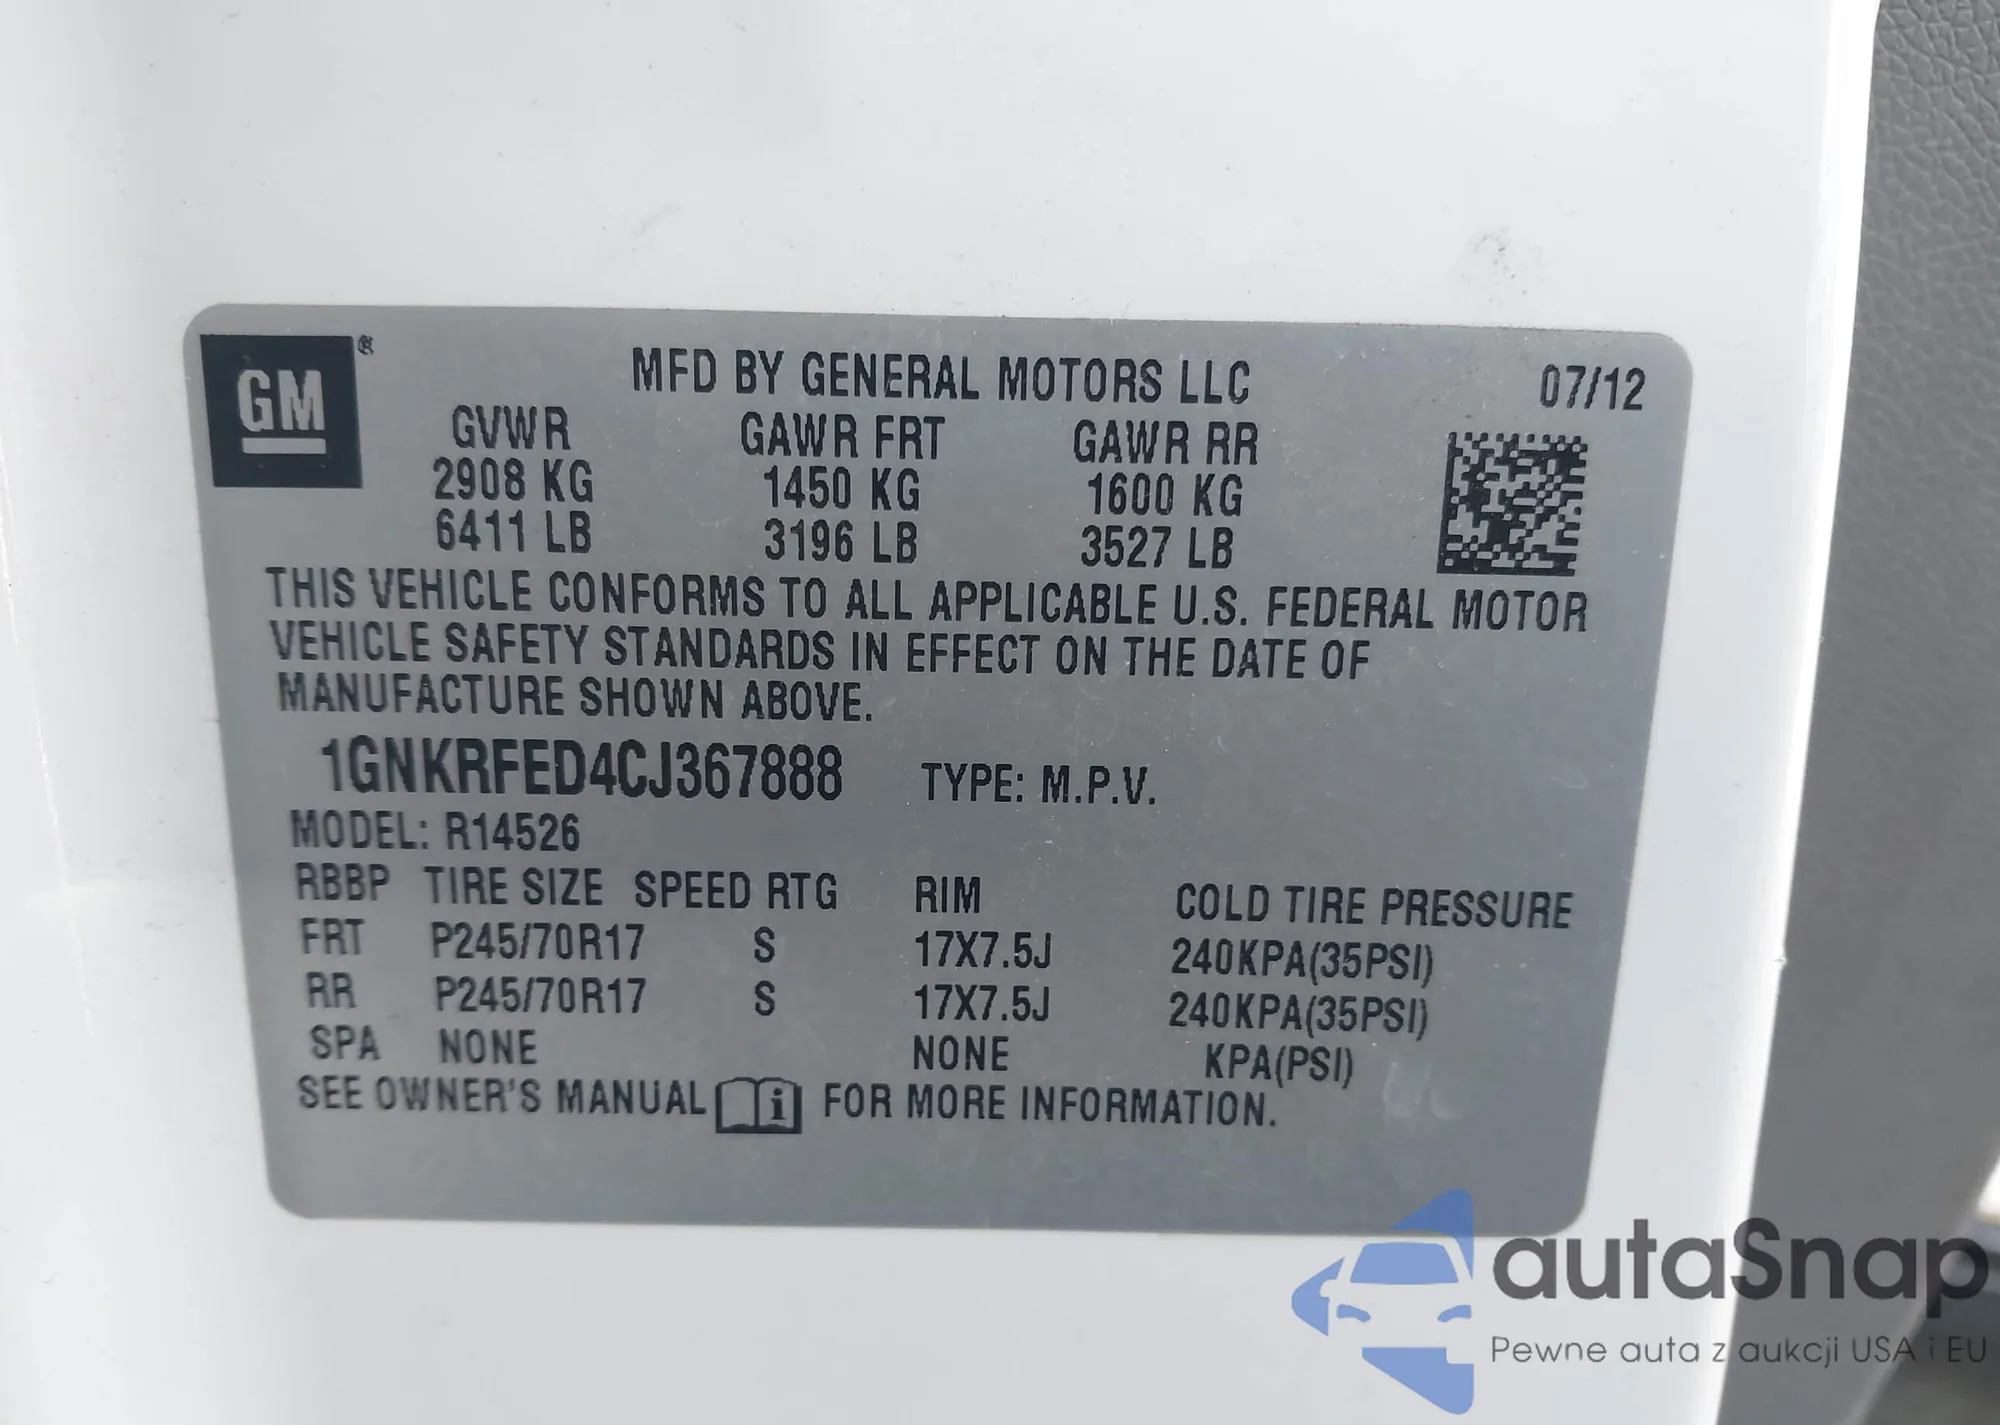 GM®
MFD BY GENERAL MOTORS LLC 07/12
GVWR GAWR FRT GAWR RR
2908 KG 1450 KG 1600 KG
6411 LB 3196 LB 3527 LB
THIS VEHICLE CONFORMS TO ALL APPLICABLE U.S. FEDERAL MOTOR
VEHICLE SAFETY STANDARDS IN EFFECT ON THE DATE OF
MANUFACTURE SHOWN ABOVE.
1GNKRFED4CJ367888 TYPE: M.P.V.
MODEL: R14526
RBBP TIRE SIZE SPEED RTG RIM COLD TIRE PRESSURE
FRT P245/70R17 S 17X7.5J 240KPA(35PSI)
RR P245/70R17 S 17X7.5J 240KPA(35PSI)
SPA NONE NONE KPA(PSI)
SEE OWNER'S MANUAL i FOR MORE INFORMATION.
autaSnap
Pewne auta z aukcji USA i EU